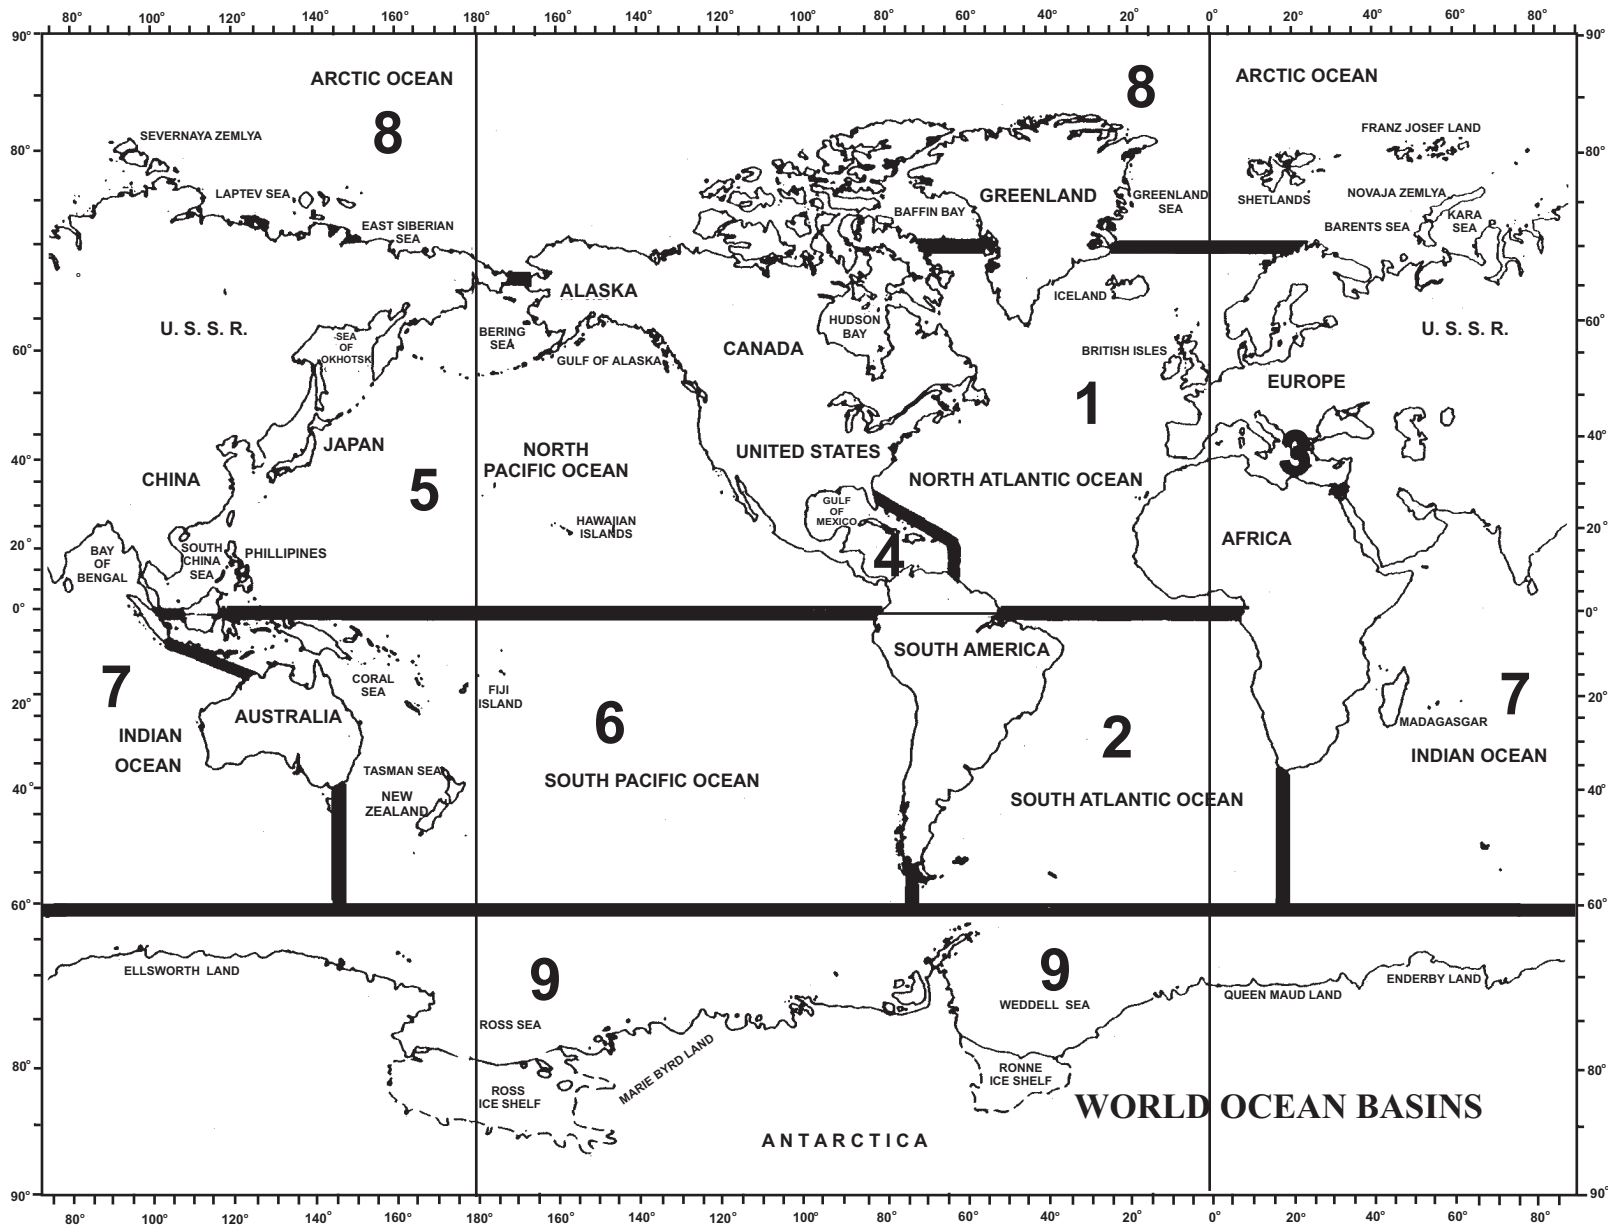 80° 100° 120° 140° 160° 180° 160° 140° 120° 100° 80° 60° 40° 20° 0° 20° 40° 60° 80°
90° 90°
ARCTIC OCEAN
ARCTIC OCEAN
8
8
SEVERNAYA ZEMLYA
FRANZ JOSEF LAND
80° 80°
LAPTEV SEA
EAST SIBERIAN
SEA
BAFFIN BAY
GREENLAND
GREENLAND
SEA
SHETLANDS
NOVAJA ZEMLYA
BARENTS SEA
KARA
SEA
ALASKA
ICELAND
U. S. S. R.
SEA
OF
OKHOTSK
BERING
SEA
GULF OF ALASKA
CANADA
HUDSON
BAY
BRITISH ISLES
U. S. S. R.
60° 60°
EUROPE
1
JAPAN
NORTH
PACIFIC OCEAN
UNITED STATES
3
40° 40°
CHINA
5
NORTH ATLANTIC OCEAN
HAWAIIAN
ISLANDS
GULF
OF
MEXICO
AFRICA
20° 20°
BAY
OF
BENGAL
SOUTH
CHINA
SEA
PHILLIPINES
4
0° 0°
SOUTH AMERICA
7
CORAL
SEA
FIJI
ISLAND
7
20° 20°
AUSTRALIA
6
2
MADAGASGAR
INDIAN
OCEAN
INDIAN OCEAN
TASMAN SEA
SOUTH PACIFIC OCEAN
40° 40°
NEW
ZEALAND
SOUTH ATLANTIC OCEAN
60° 60°
ELLSWORTH LAND
9
9
ENDERBY LAND
WEDDELL SEA
QUEEN MAUD LAND
ROSS SEA
80° 80°
MARIE BYRD LAND
RONNE
ICE SHELF
ROSS
ICE SHELF
WORLD OCEAN BASINS
ANTARCTICA
90° 90°
80° 100° 120° 140° 160° 180° 160° 140° 120° 100° 80° 60° 40° 20° 0° 20° 40° 60° 80°